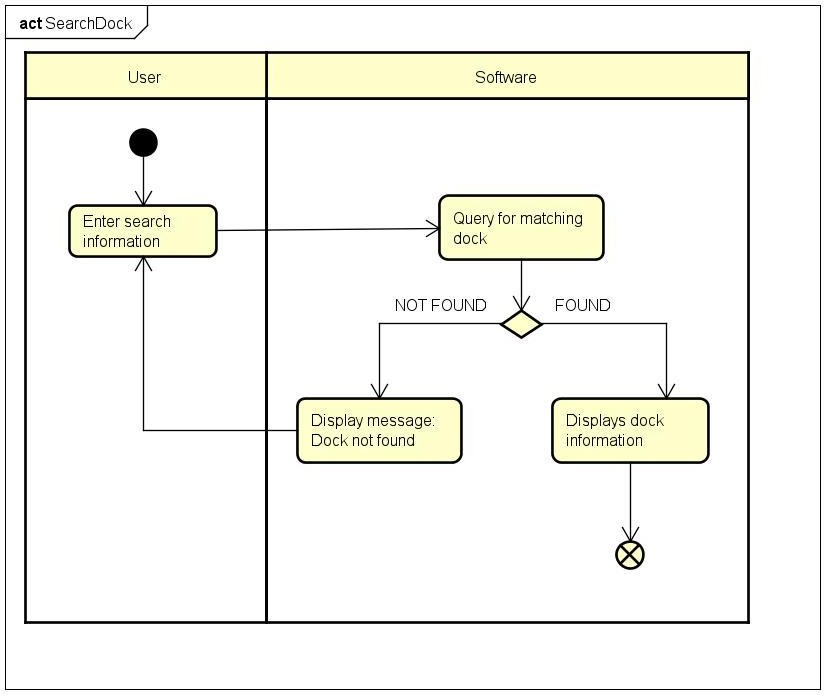 act SearchDock
User
Software
Enter search
information
Query for matching
dock
NOT FOUND
FOUND
Display message:
Dock not found
Displays dock
information